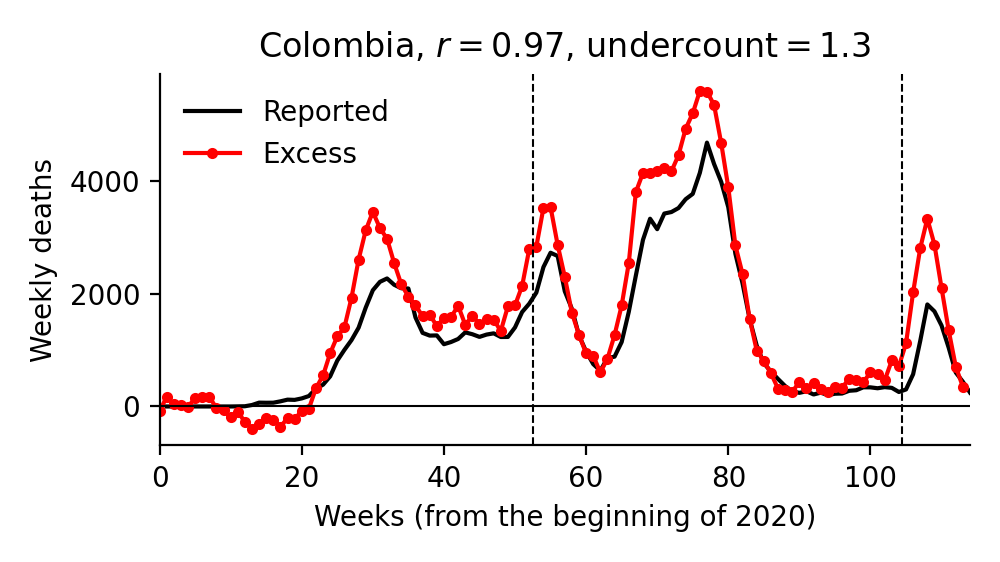 Colombia, r = 0.97, undercount = 1.3
Reported
Excess
Weekly deaths
4000
2000
0
0 20 40 60 80 100
Weeks (from the beginning of 2020)